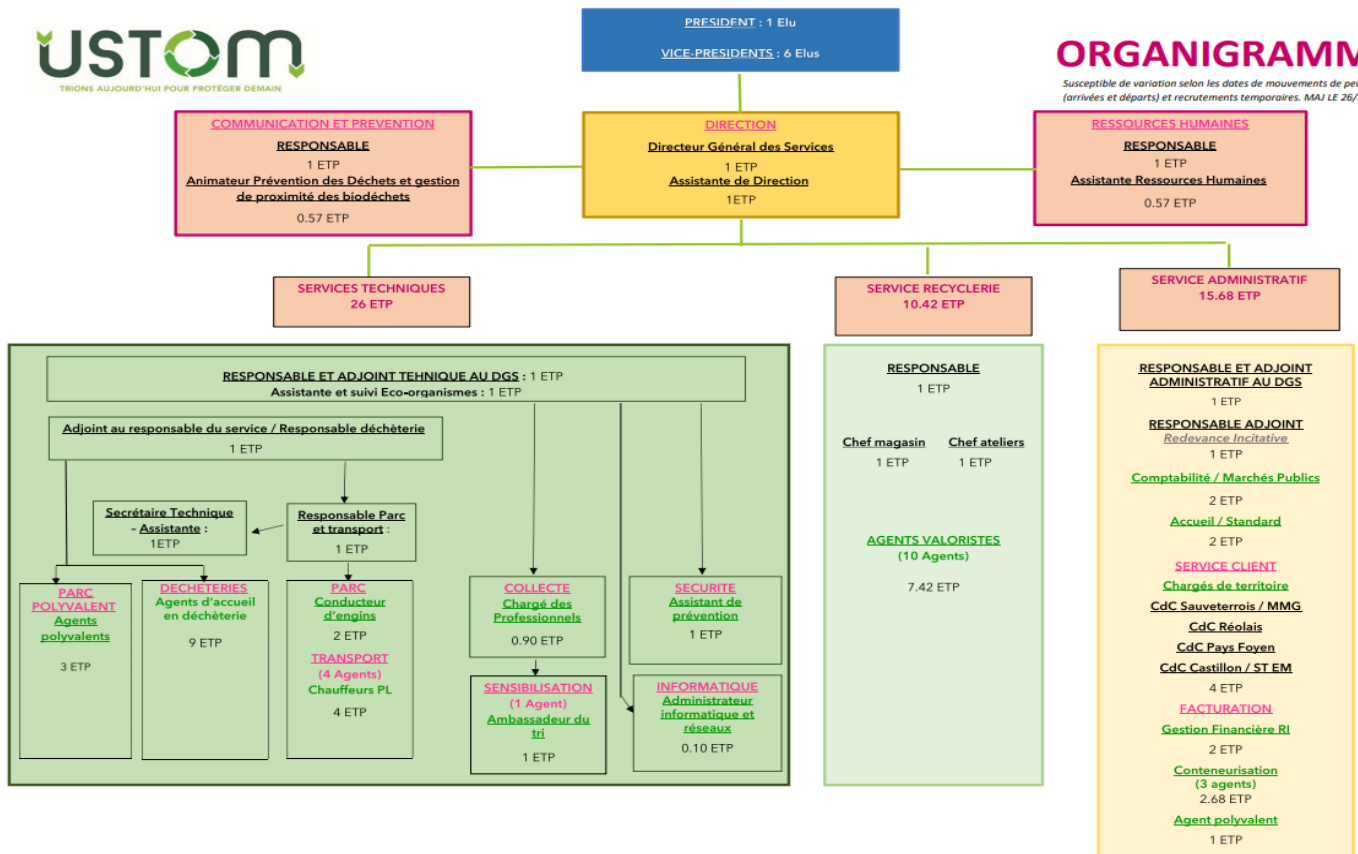 USTOM
TRIONS AUJOURD'HUI POUR PROTÉGER DEMAIN
PRESIDENT : 1 Elu
VICE-PRESIDENTS : 6 Elus
ORGANIGRAMM
Susceptible de variation selon les dates de mouvements de pe
(arrivées et départs) et recrutements temporaires. MAJ LE 26/
COMMUNICATION ET PREVENTION
RESPONSABLE
1 ETP
Animateur Prévention des Déchets et gestion
de proximité des biodéchets
0.57 ETP
DIRECTION
Directeur Général des Services
1 ETP
Assistante de Direction
1ETP
RESSOURCES HUMAINES
RESPONSABLE
1 ETP
Assistante Ressources Humaines
0.57 ETP
SERVICES TECHNIQUES
26 ETP
SERVICE RECYCLERIE
10.42 ETP
SERVICE ADMINISTRATIF
15.68 ETP
RESPONSABLE ET ADJOINT TEHNIQUE AU DGS : 1 ETP
Assistante et suivi Eco-organismes : 1 ETP
Adjoint au responsable du service / Responsable déchèterie
1 ETP
Secrétaire Technique
– Assistante :
1ETP
Responsable Parc
et transport :
1 ETP
PARC
POLYVALENT
Agents
polyvalents
3 ETP
DECHETERIES
Agents d'accueil
en déchèterie
9 ETP
PARC
Conducteur
d'engins
2 ETP
TRANSPORT
(4 Agents)
Chauffeurs PL
4 ETP
COLLECTE
Chargé des
Professionnels
0.90 ETP
SENSIBILISATION
(1 Agent)
Ambassadeur du
tri
1 ETP
SECURITE
Assistant de
prévention
1 ETP
INFORMATIQUE
Administrateur
informatique et
réseaux
0.10 ETP
RESPONSABLE
1 ETP
Chef magasin Chef ateliers
1 ETP 1 ETP
AGENTS VALORISTES
(10 Agents)
7.42 ETP
RESPONSABLE ET ADJOINT
ADMINISTRATIF AU DGS
1 ETP
RESPONSABLE ADJOINT
Redevance Incitative
1 ETP
Comptabilité / Marchés Publics
2 ETP
Accueil / Standard
2 ETP
SERVICE CLIENT
Chargés de territoire
CdC Sauveterrois / MMG
CdC Réolais
CdC Pays Foyen
CdC Castillon / ST EM
4 ETP
FACTURATION
Gestion Financière RI
2 ETP
Conteneurisation
(3 agents)
2.68 ETP
Agent polyvalent
1 ETP